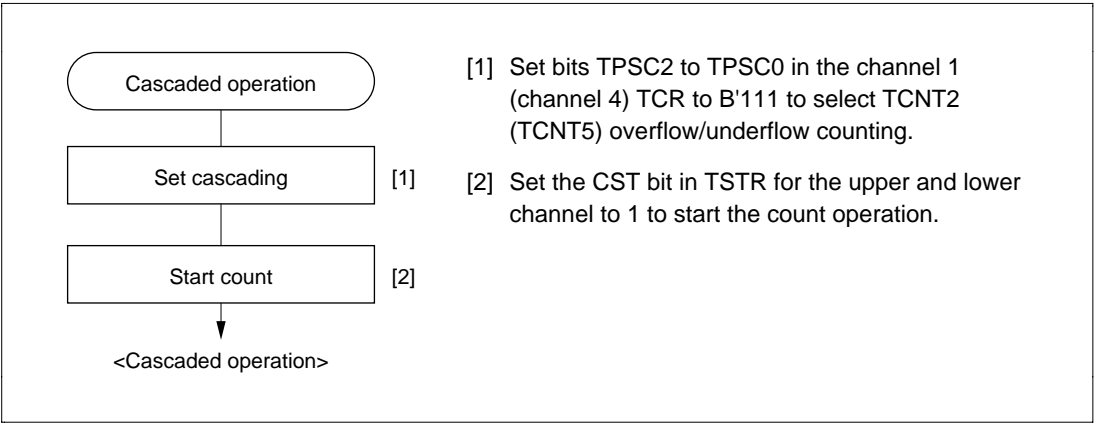 Cascaded operation
Set cascading [1]
Start count [2]
<Cascaded operation>
[1] Set bits TPSC2 to TPSC0 in the channel 1
(channel 4) TCR to B'111 to select TCNT2
(TCNT5) overflow/underflow counting.
[2] Set the CST bit in TSTR for the upper and lower
channel to 1 to start the count operation.